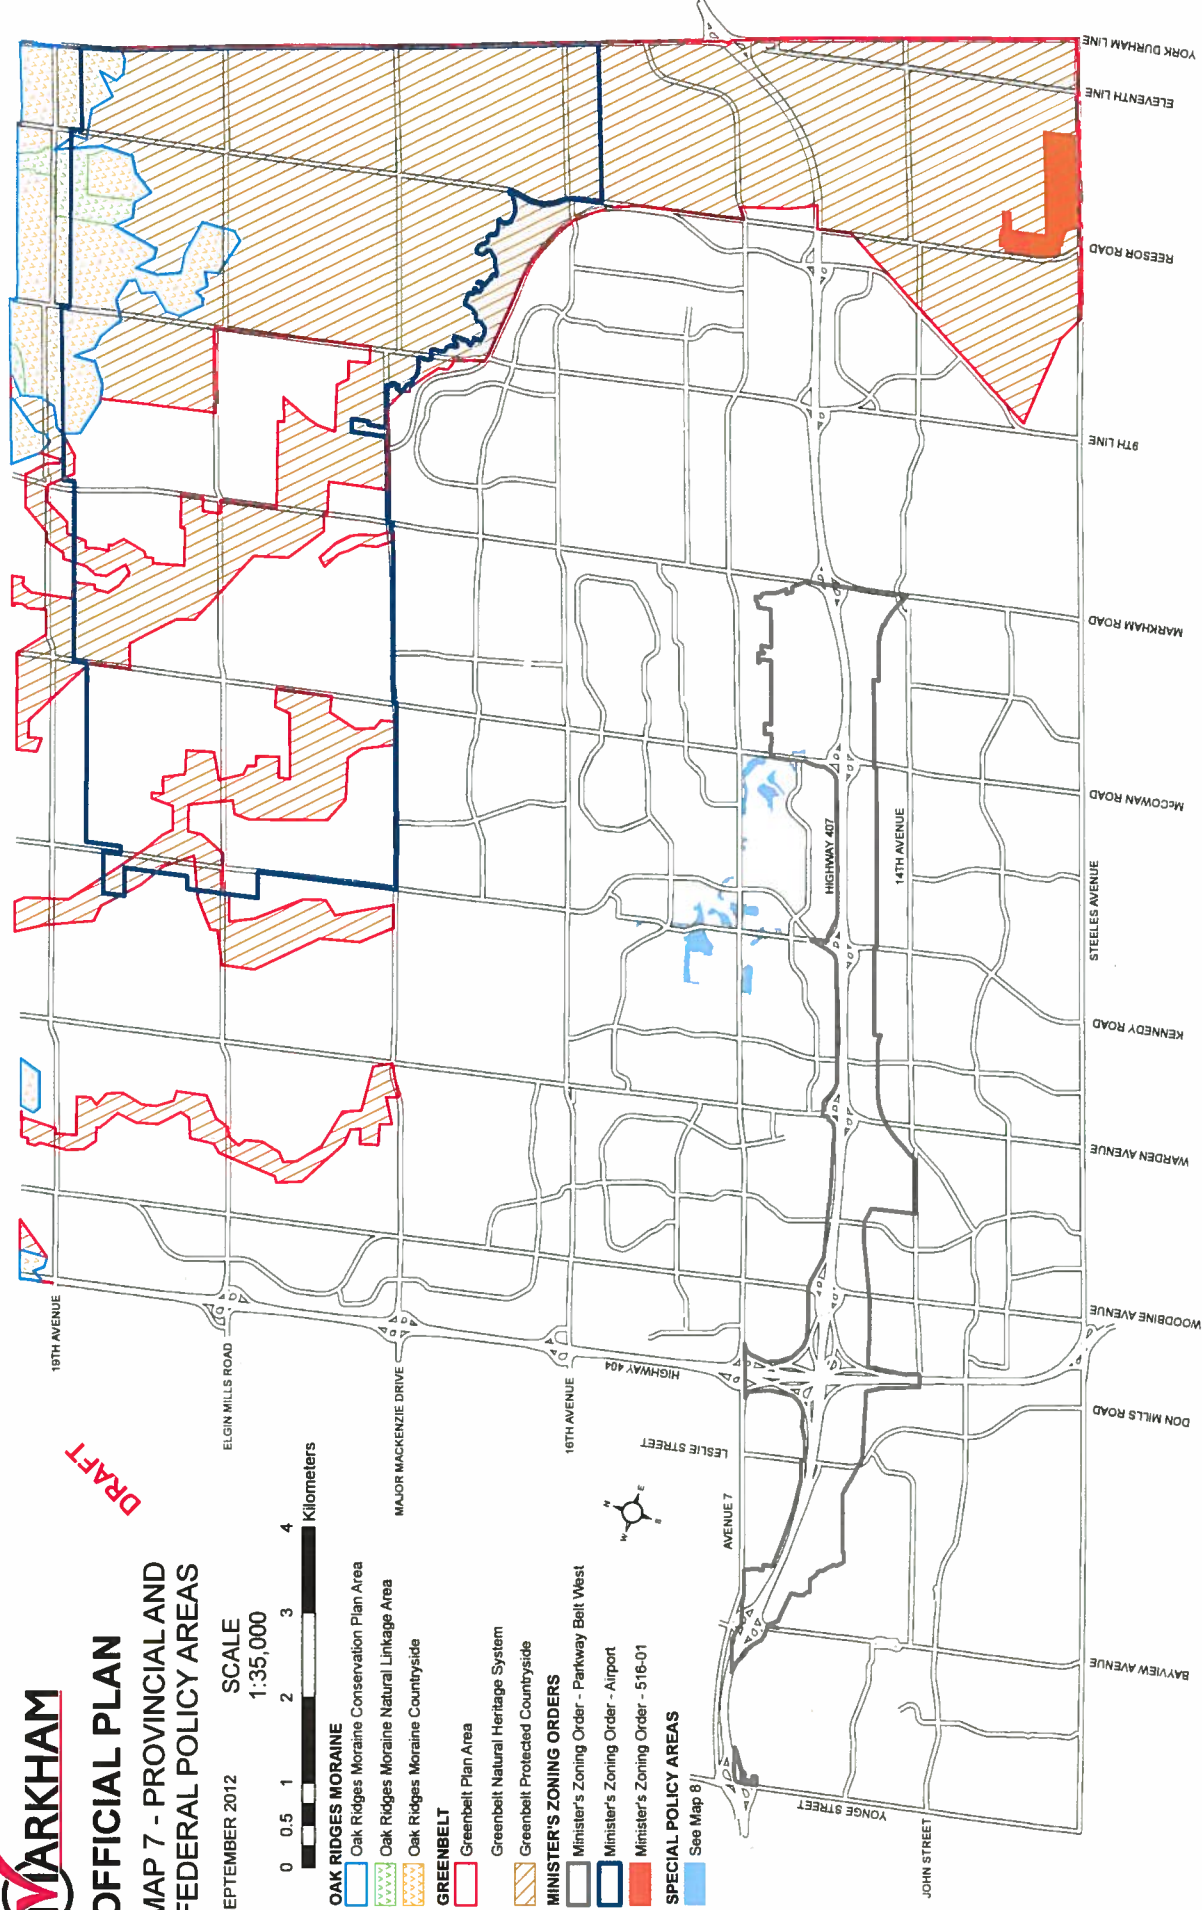 MARKHAM
OFFICIAL PLAN
MAP 7 - PROVINCIAL AND
FEDERAL POLICY AREAS
EPTEMBER 2012
SCALE
1:35,000
0 0.5 1 2 3 4
Kilometers
DRAFT
OAK RIDGES MORAINE
Oak Ridges Moraine Conservation Plan Area
Oak Ridges Moraine Natural Linkage Area
Oak Ridges Moraine Countryside
GREENBELT
Greenbelt Plan Area
Greenbelt Natural Heritage System
Greenbelt Protected Countryside
MINISTER'S ZONING ORDERS
Minister's Zoning Order - Parkway Belt West
Minister's Zoning Order - Airport
Minister's Zoning Order - 516-01
SPECIAL POLICY AREAS
See Map 8
N
E
S
W
19TH AVENUE
ELGIN MILLS ROAD
MAJOR MACKENZIE DRIVE
16TH AVENUE
HIGHWAY 404
LESLIE STREET
AVENUE 7
HIGHWAY 407
14TH AVENUE
STEELES AVENUE
JOHN STREET
YONGE STREET
BAYVIEW AVENUE
DON MILLS ROAD
WOODBINE AVENUE
WARDEN AVENUE
KENNEDY ROAD
McCOWAN ROAD
MARKHAM ROAD
9TH LINE
REESOR ROAD
ELEVENTH LINE
YORK DURHAM LINE